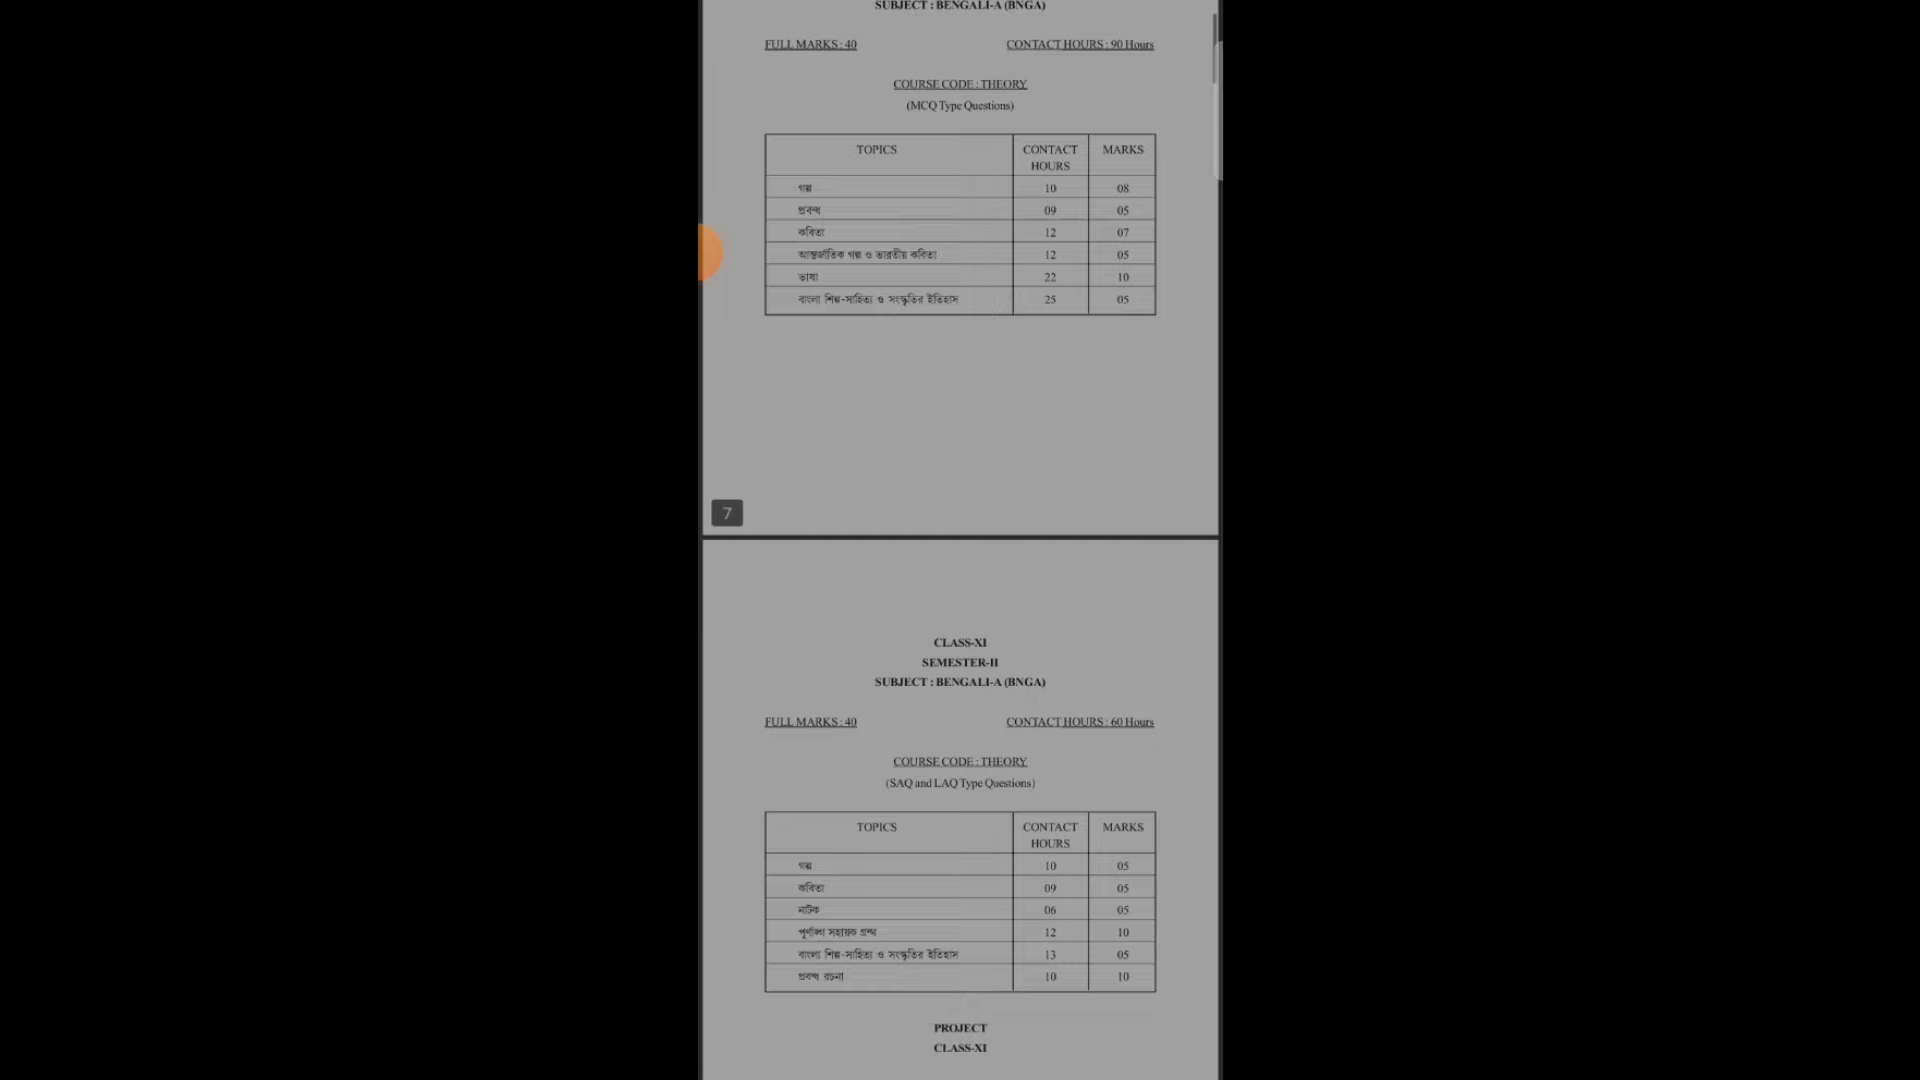 SUBJECT : BENGALI-A (BNGA)
FULL MARKS : 40 CONTACT HOURS : 90 Hours
COURSE CODE : THEORY
(MCQ Type Questions)
TOPICS CONTACT HOURS MARKS
গল্প 10 08
প্রবন্ধ 09 05
কবিতা 12 07
আন্তর্জাতিক গল্প ও ভারতীয় কবিতা 12 05
ভাষা 22 10
বাংলা শিল্প-সাহিত্য ও সংস্কৃতির ইতিহাস 25 05
7
CLASS-XI
SEMESTER-II
SUBJECT : BENGALI-A (BNGA)
FULL MARKS : 40 CONTACT HOURS : 60 Hours
COURSE CODE : THEORY
(SAQ and LAQ Type Questions)
TOPICS CONTACT HOURS MARKS
গল্প 10 05
কবিতা 09 05
নাটক 06 05
পূর্ণাঙ্গ সহায়ক গ্রন্থ 12 10
বাংলা শিল্প-সাহিত্য ও সংস্কৃতির ইতিহাস 13 05
প্রবন্ধ রচনা 10 10
PROJECT
CLASS-XI